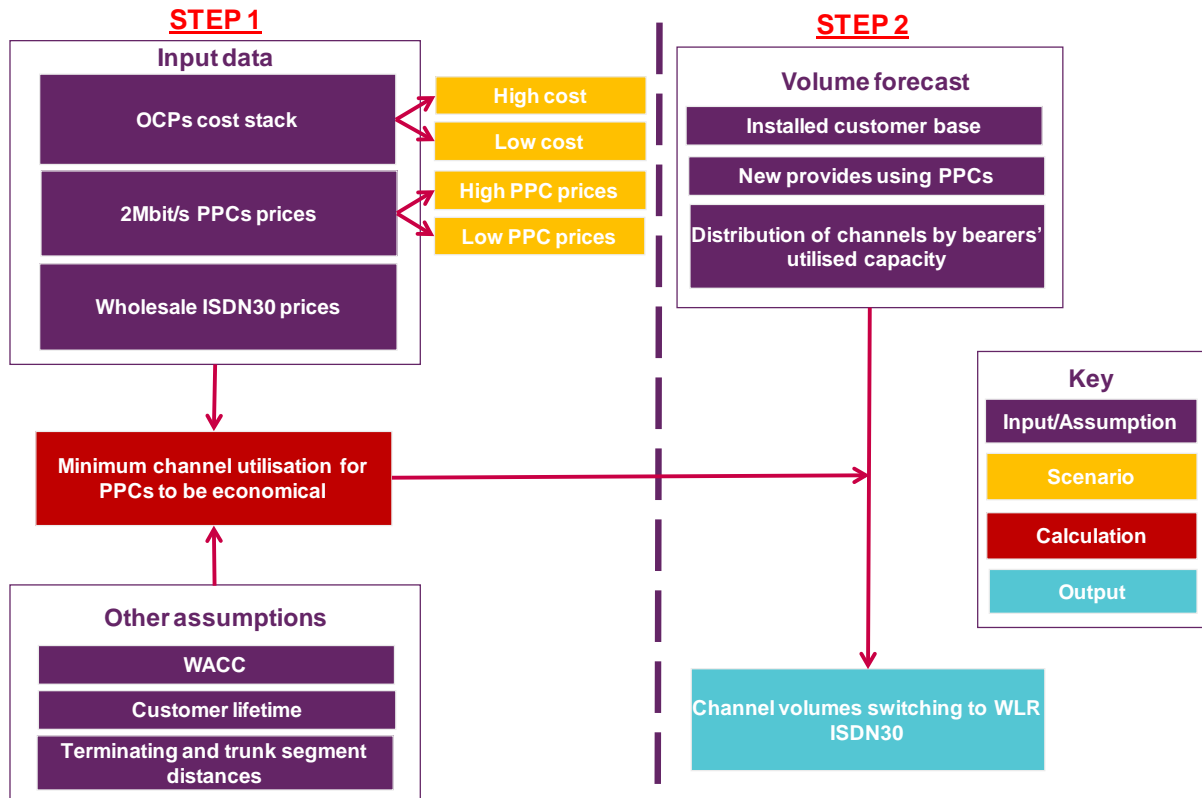 STEP 1
Input data
OCPs cost stack
2Mbit/s PPCs prices
Wholesale ISDN30 prices
High cost
Low cost
High PPC prices
Low PPC prices
Minimum channel utilisation for
PPCs to be economical
Other assumptions
WACC
Customer lifetime
Terminating and trunk segment
distances
STEP 2
Volume forecast
Installed customer base
New provides using PPCs
Distribution of channels by bearers’
utilised capacity
Channel volumes switching to WLR
ISDN30
Key
Input/Assumption
Scenario
Calculation
Output